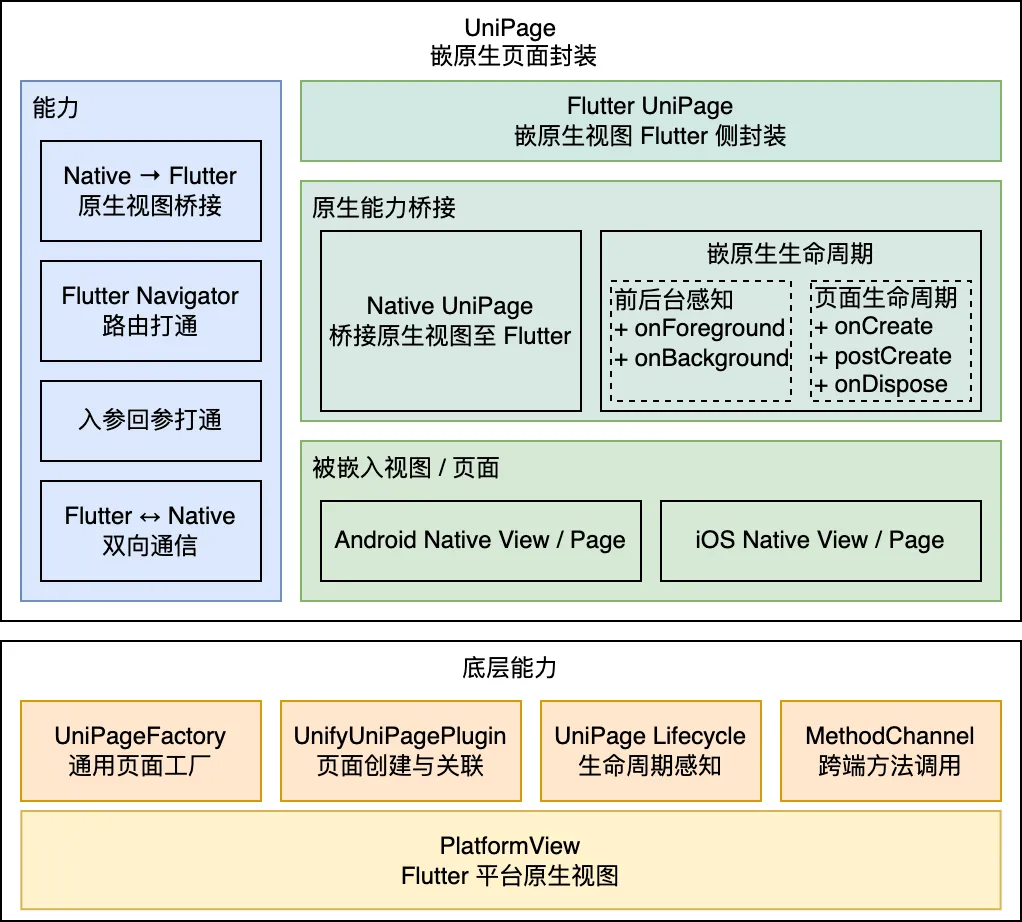 UniPage
嵌原生页面封装
能力
Native → Flutter
原生视图桥接
Flutter Navigator
路由打通
入参回参打通
Flutter ↔ Native
双向通信
Flutter UniPage
嵌原生视图 Flutter 侧封装
原生能力桥接
Native UniPage
桥接原生视图至 Flutter
嵌原生生命周期
前后台感知
+ onForeground
+ onBackground
页面生命周期
+ onCreate
+ postCreate
+ onDispose
被嵌入视图 / 页面
Android Native View / Page
iOS Native View / Page
底层能力
UniPageFactory
通用页面工厂
UnifyUniPagePlugin
页面创建与关联
UniPage Lifecycle
生命周期感知
MethodChannel
跨端方法调用
PlatformView
Flutter 平台原生视图